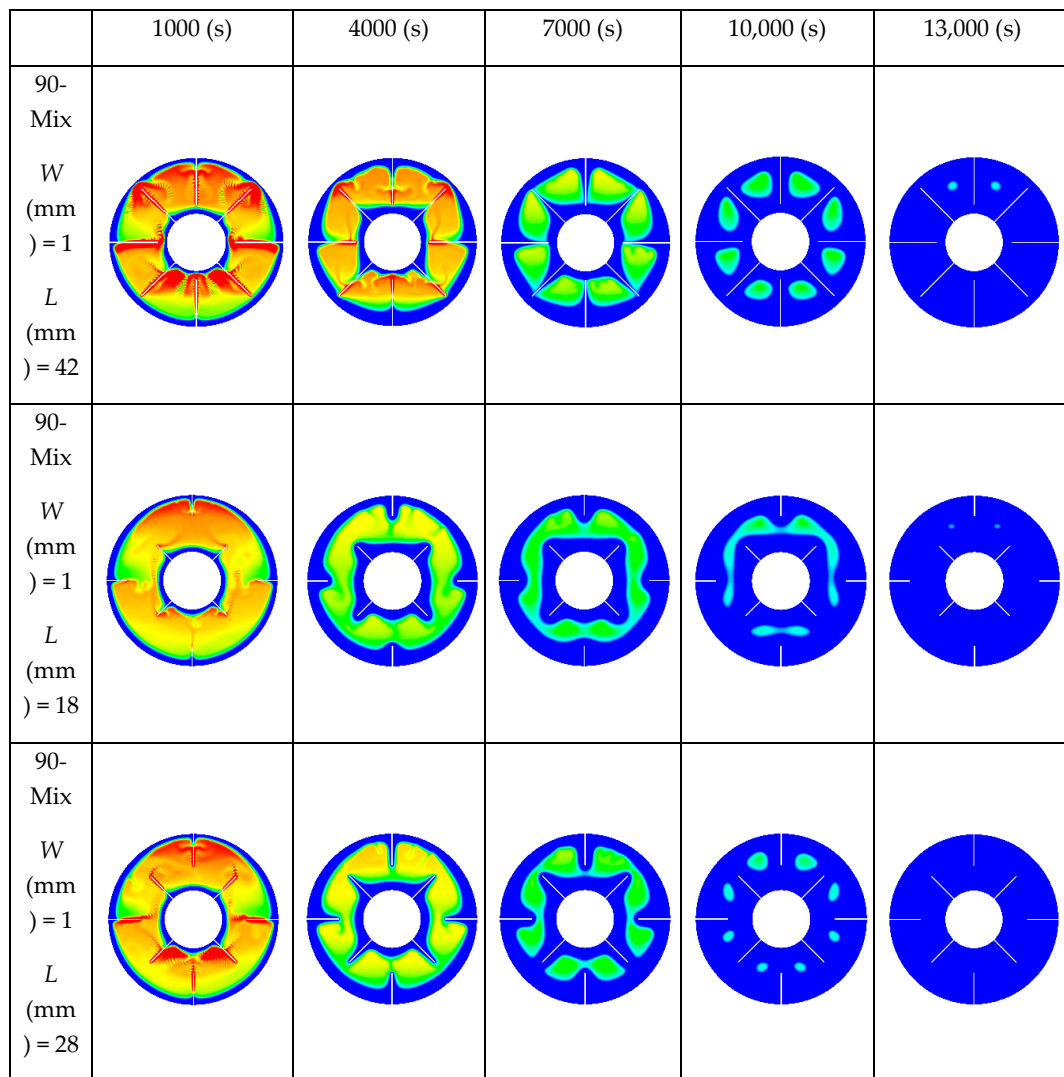 1000 (s) 4000 (s) 7000 (s) 10,000 (s) 13,000 (s)
90-
Mix
W
(mm
) = 1
L
(mm
) = 42
90-
Mix
W
(mm
) = 1
L
(mm
) = 18
90-
Mix
W
(mm
) = 1
L
(mm
) = 28